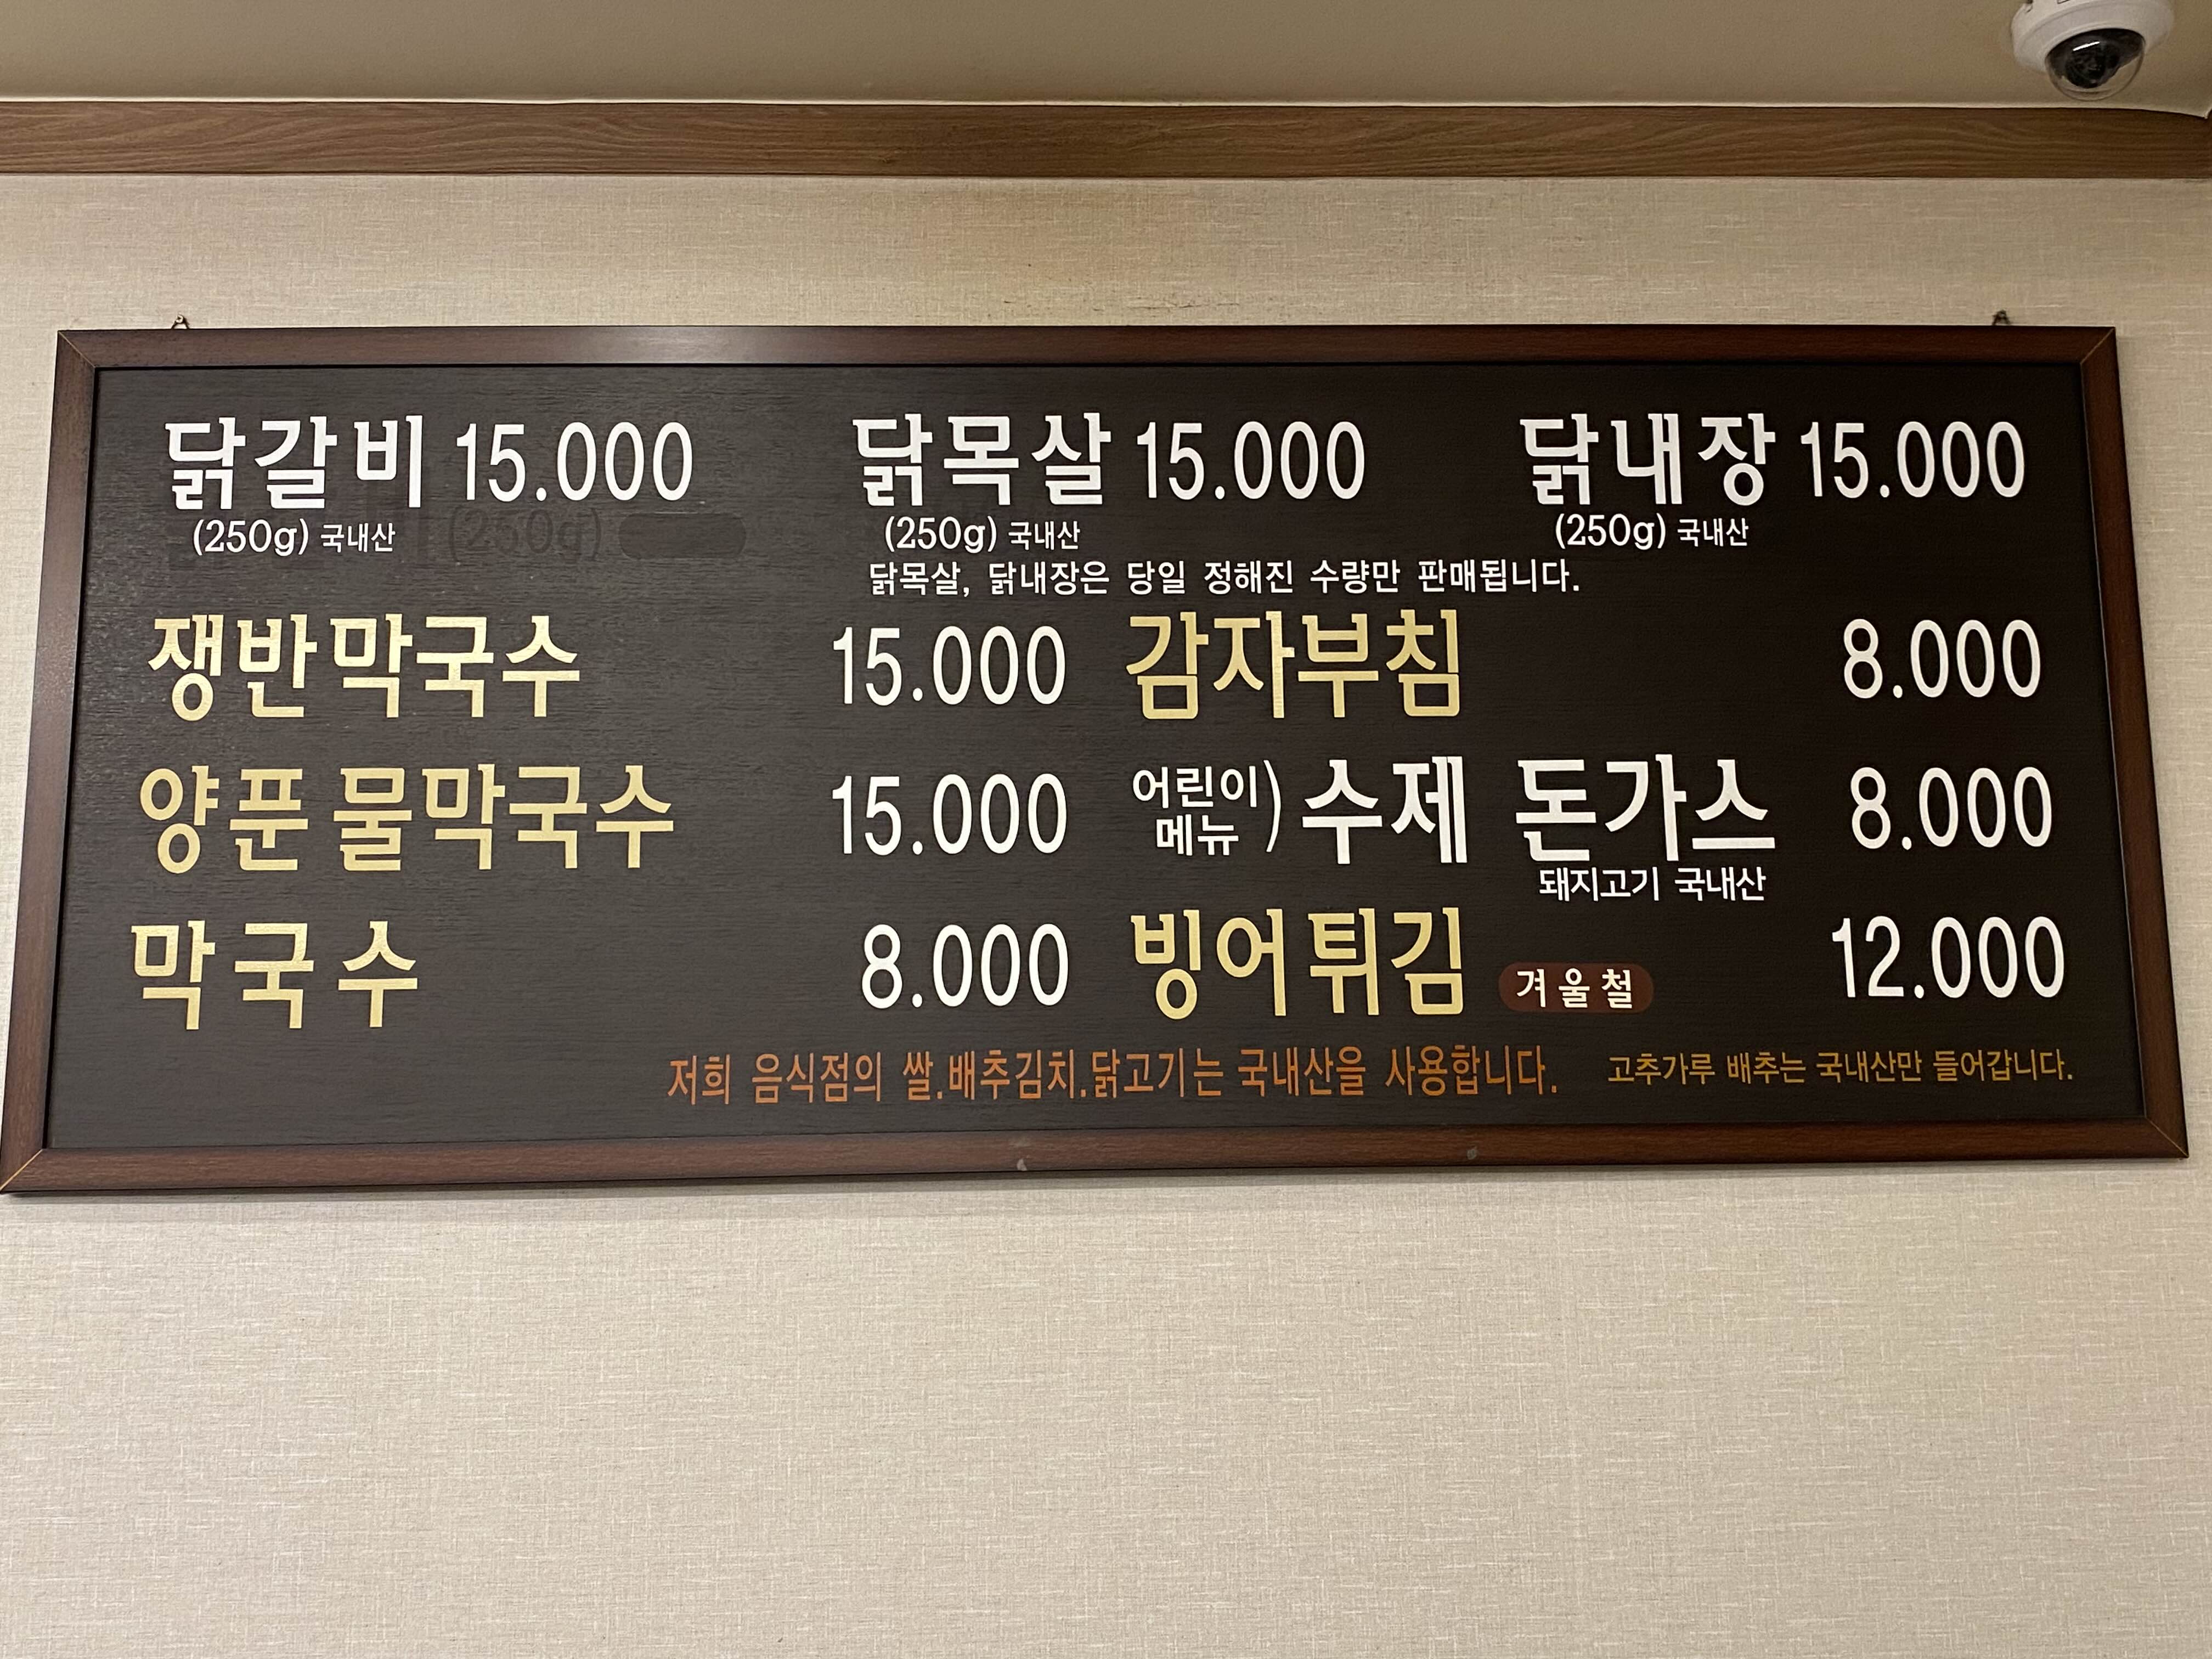 닭갈비 15.000 닭목살 15.000 닭내장 15.000
(250g) 국내산 (250g) 국내산 (250g) 국내산
닭목살, 닭내장은 당일 정해진 수량만 판매됩니다.
쟁반막국수 15.000 감자부침 8.000
양푼 물막국수 15.000 어린이 메뉴) 수제 돈가스 8.000
돼지고기 국내산
막국수 8.000 빙어튀김 겨울철 12.000
저희 음식점의 쌀.배추김치.닭고기는 국내산을 사용합니다. 고추가루 배추는 국내산만 들어갑니다.